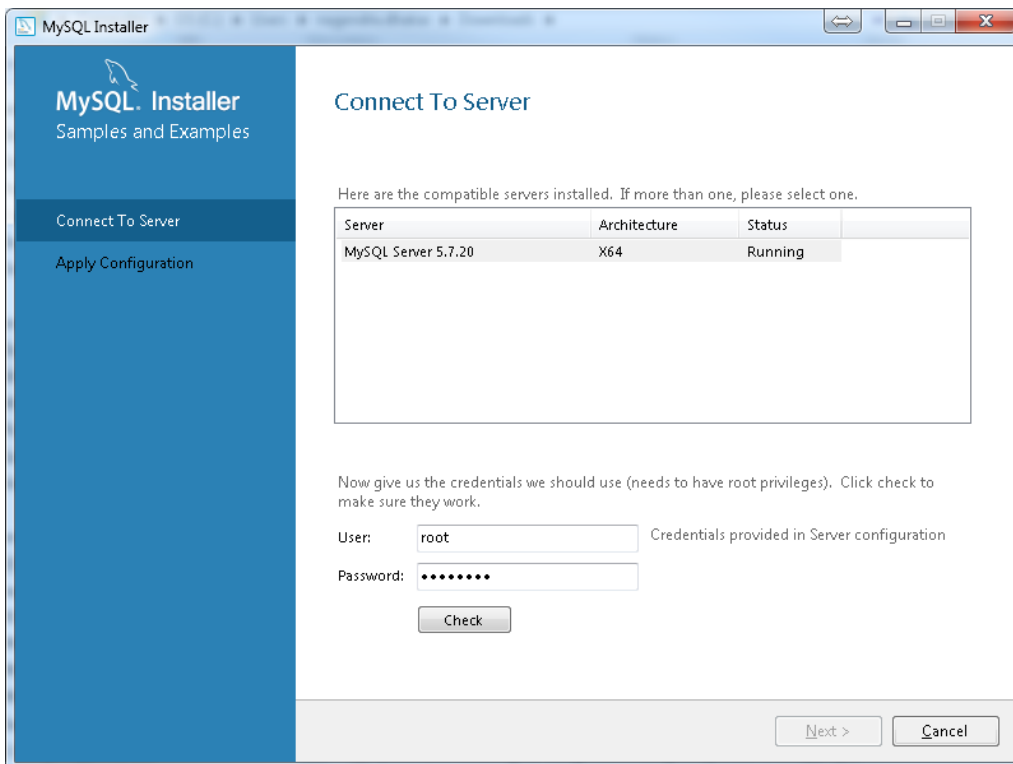 MySQL Installer
MySQL. Installer
Samples and Examples
Connect To Server
Apply Configuration
Connect To Server
Here are the compatible servers installed. If more than one, please select one.
Server Architecture Status
MySQL Server 5.7.20 X64 Running
Now give us the credentials we should use (needs to have root privileges). Click check to
make sure they work.
User: root Credentials provided in Server configuration
Password: ••••••••
Check
Next >
Cancel